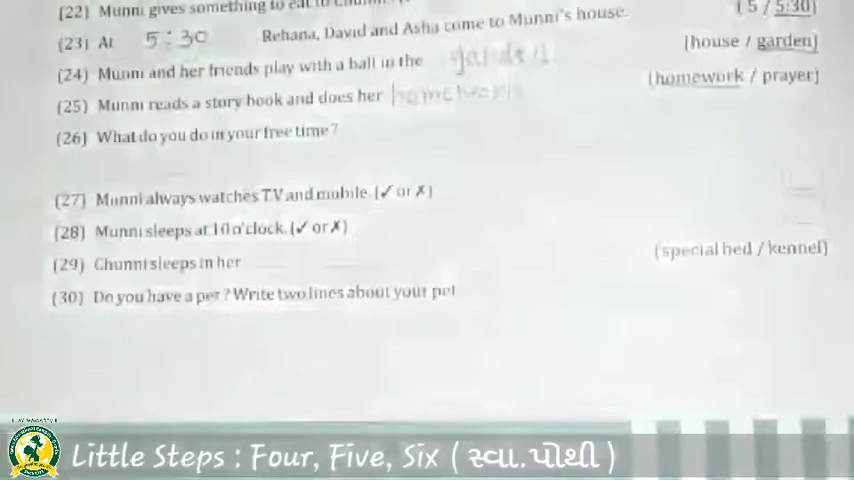 (22) Munni gives something to eat to
(5 / 5:30)
(23) At 5:30 Rehana, David and Asha come to Munni's house.
(24) Munni and her friends play with a ball in the garden
[house / garden]
(25) Munni reads a story book and does her homework
(homework / prayer)
(26) What do you do in your free time?
(27) Munni always watches TV and mobile. (✓ or ✗)
(28) Munni sleeps at 10 o'clock. (✓ or ✗)
(29) Chunni sleeps in her
(special bed / kennel)
(30) Do you have a pet? Write two lines about your pet
Little Steps : Four, Five, Six ( સ્વા.પોથી )